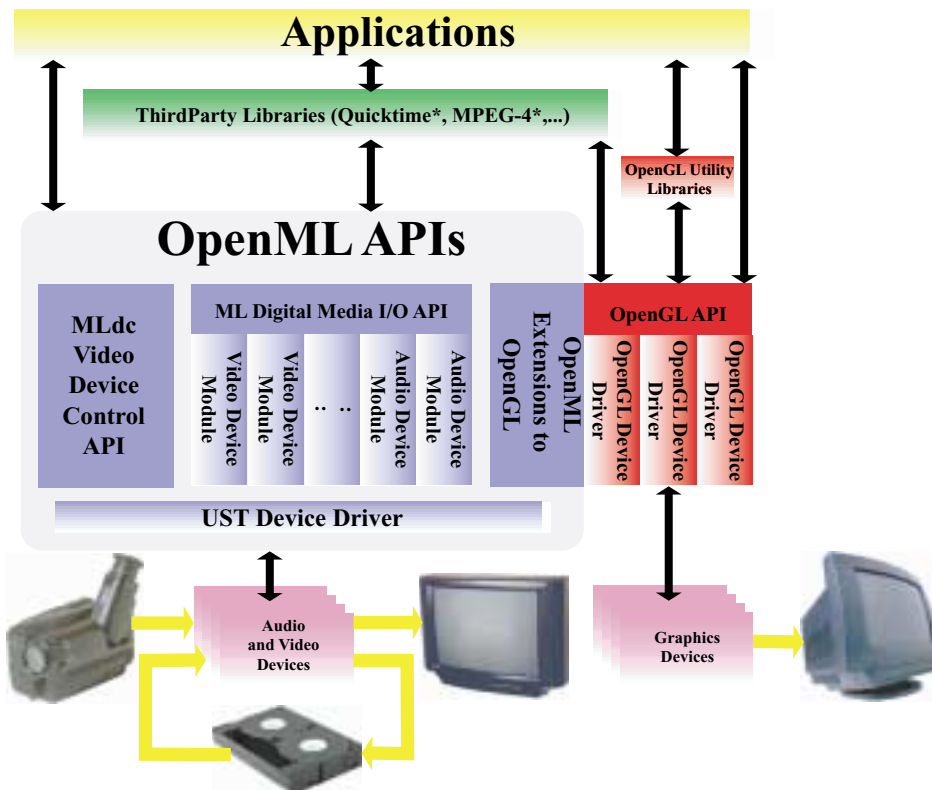 Applications
ThirdParty Libraries (Quicktime*, MPEG-4*,...)
OpenGL Utility
Libraries
OpenML APIs
MLdc
Video
Device
Control
API
ML Digital Media I/O API
Video Device
Module
Video Device
Module
.. ..
Audio Device
Module
Audio Device
Module
OpenML
Extensions to
OpenGL
OpenGL API
OpenGL Device
Driver
OpenGL Device
Driver
OpenGL Device
Driver
UST Device Driver
Audio
and Video
Devices
Graphics
Devices